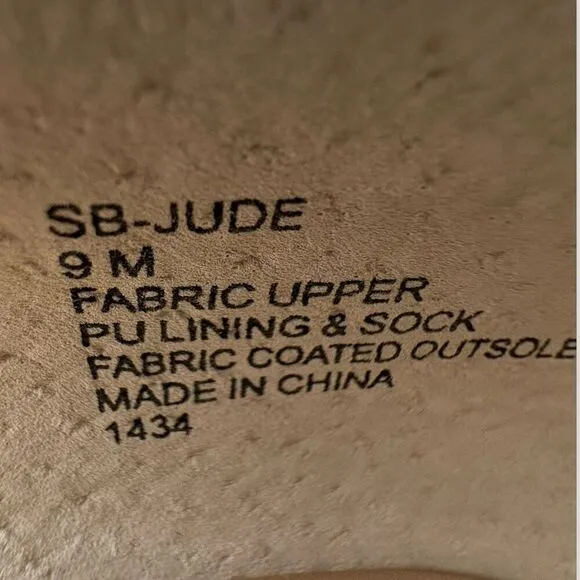 SB-JUDE
9 M
FABRIC UPPER
PU LINING & SOCK
FABRIC COATED OUTSOLE
MADE IN CHINA
1434